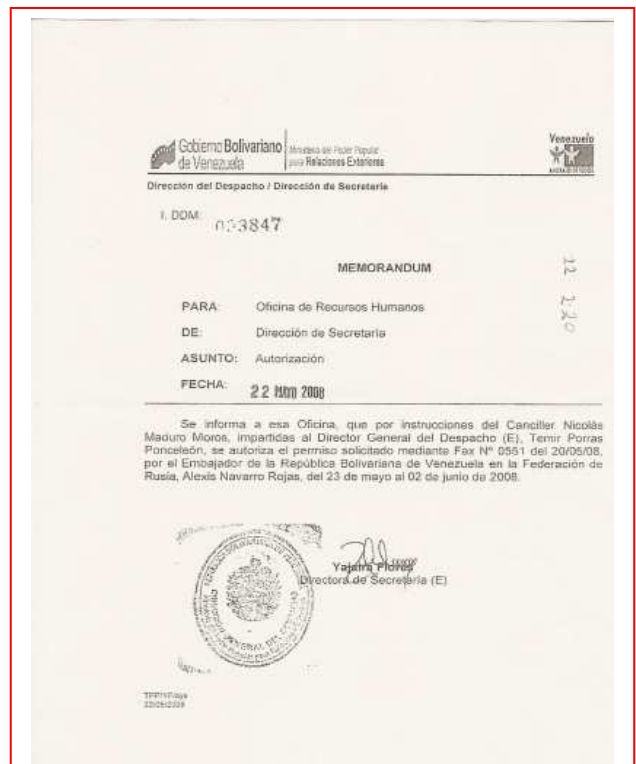 Gobierno Bolivariano
de Venezuela
Ministerio del Poder Popular
para Relaciones Exteriores
Venezuela
Dirección del Despacho / Dirección de Secretaría
I. DOM.
3847
MEMORANDUM
PARA: Oficina de Recursos Humanos
DE: Dirección de Secretaría
ASUNTO: Autorización
FECHA: 22 2008
Se informa a esa Oficina, que por instrucciones del Canciller Nicolás
Maduro Moros, impartidas al Director General del Despacho (E), Temir Porras
Ponceleón, se autoriza el permiso solicitado mediante Fax Nº 0561 del 20/05/08,
por el Embajador de la República Bolivariana de Venezuela en la Federación de
Rusia, Alexis Navarro Rojas, del 23 de mayo al 02 de junio de 2008.
Yajaira Flores
Directora de Secretaría (E)
22/05/2008